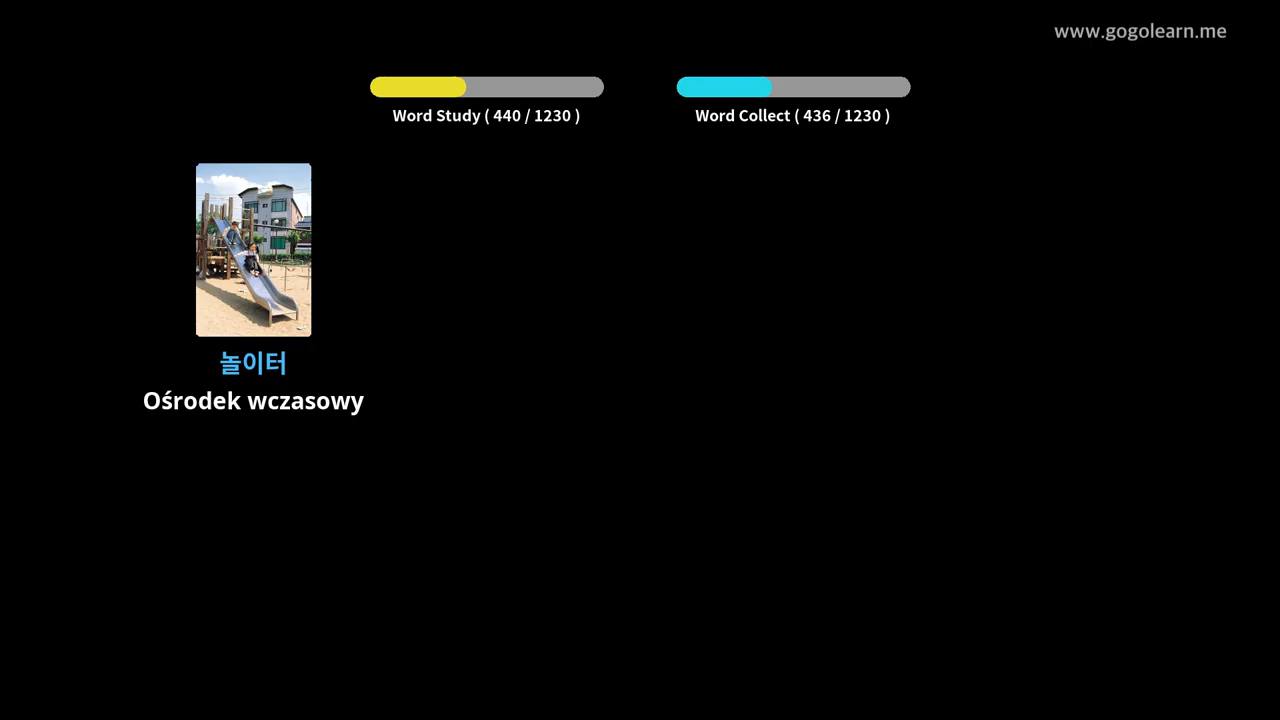 www.gogolearn.me
Word Study ( 440 / 1230 )
Word Collect ( 436 / 1230 )
놀이터
Ośrodek wczasowy